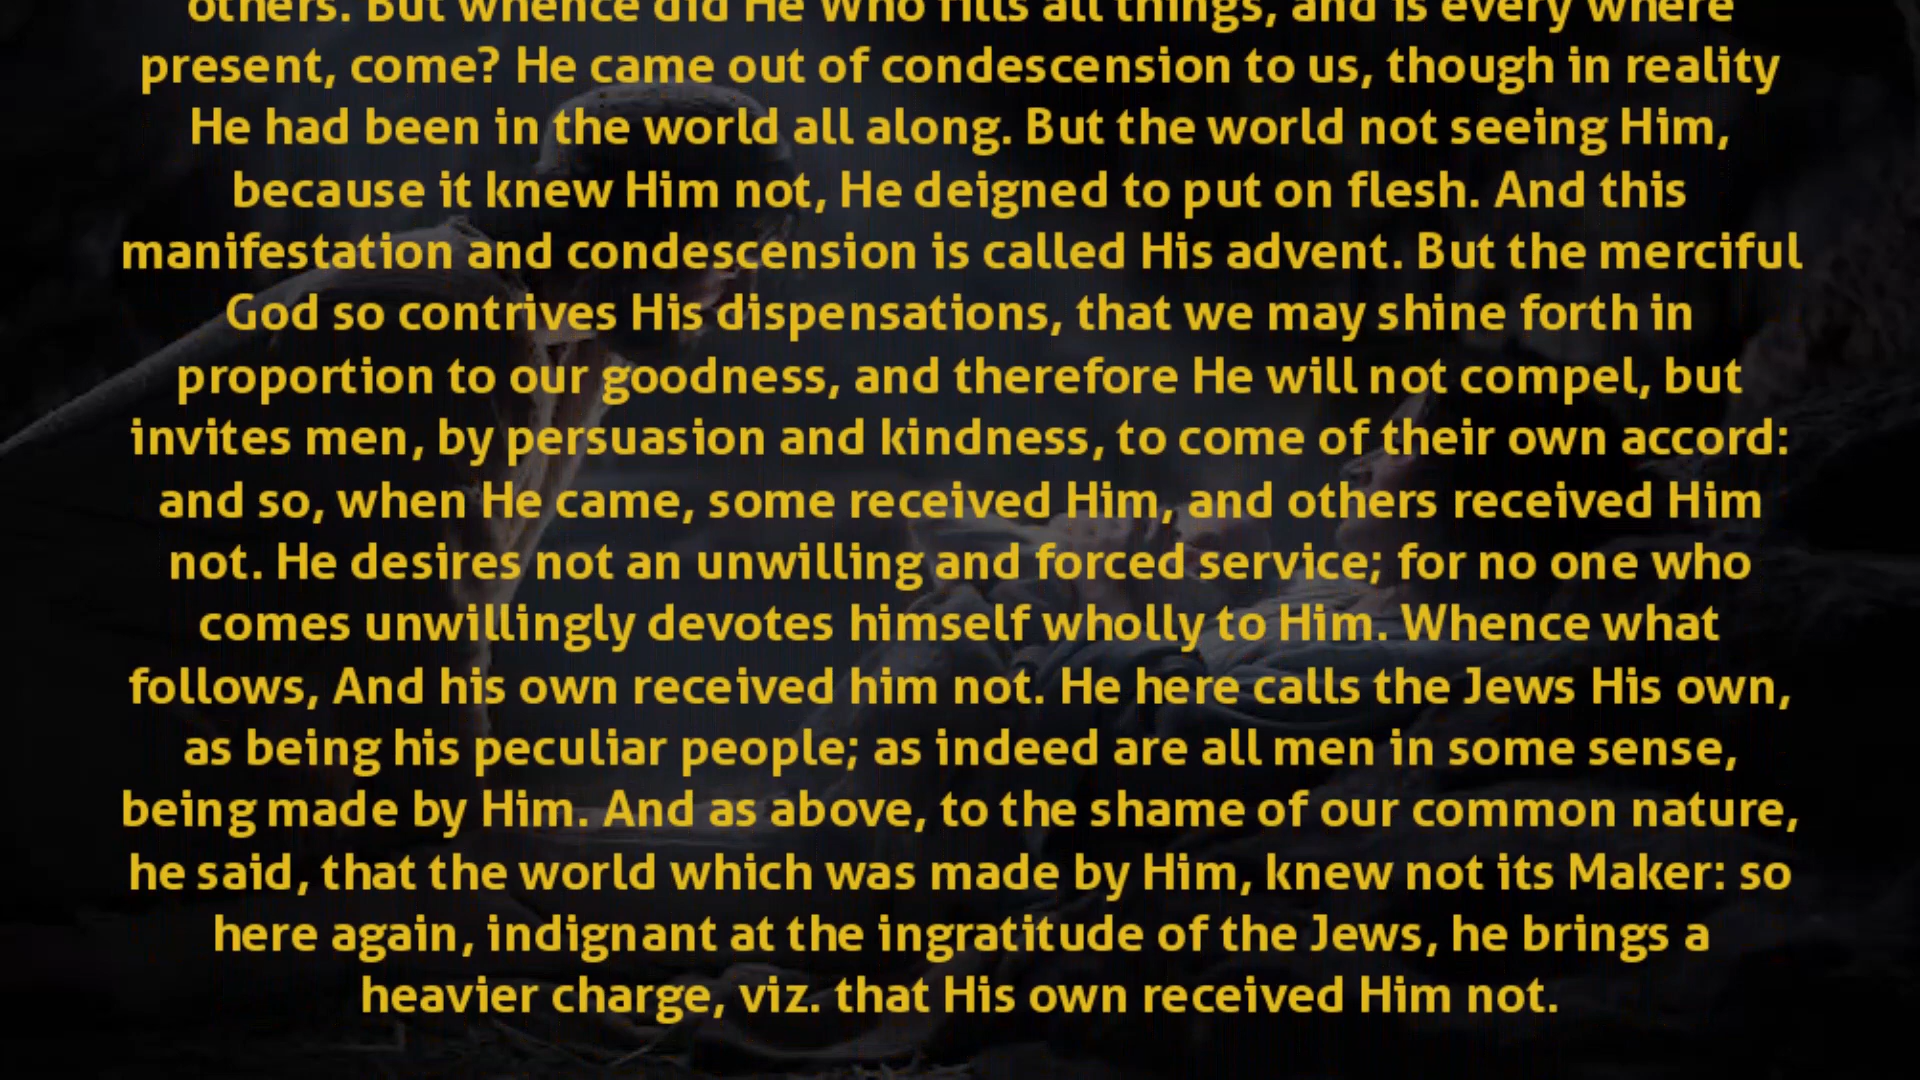 others. But whence did He Who fills all things, and is every where
present, come? He came out of condescension to us, though in reality
He had been in the world all along. But the world not seeing Him,
because it knew Him not, He deigned to put on flesh. And this
manifestation and condescension is called His advent. But the merciful
God so contrives His dispensations, that we may shine forth in
proportion to our goodness, and therefore He will not compel, but
invites men, by persuasion and kindness, to come of their own accord:
and so, when He came, some received Him, and others received Him
not. He desires not an unwilling and forced service; for no one who
comes unwillingly devotes himself wholly to Him. Whence what
follows, And his own received him not. He here calls the Jews His own,
as being his peculiar people; as indeed are all men in some sense,
being made by Him. And as above, to the shame of our common nature,
he said, that the world which was made by Him, knew not its Maker: so
here again, indignant at the ingratitude of the Jews, he brings a
heavier charge, viz. that His own received Him not.